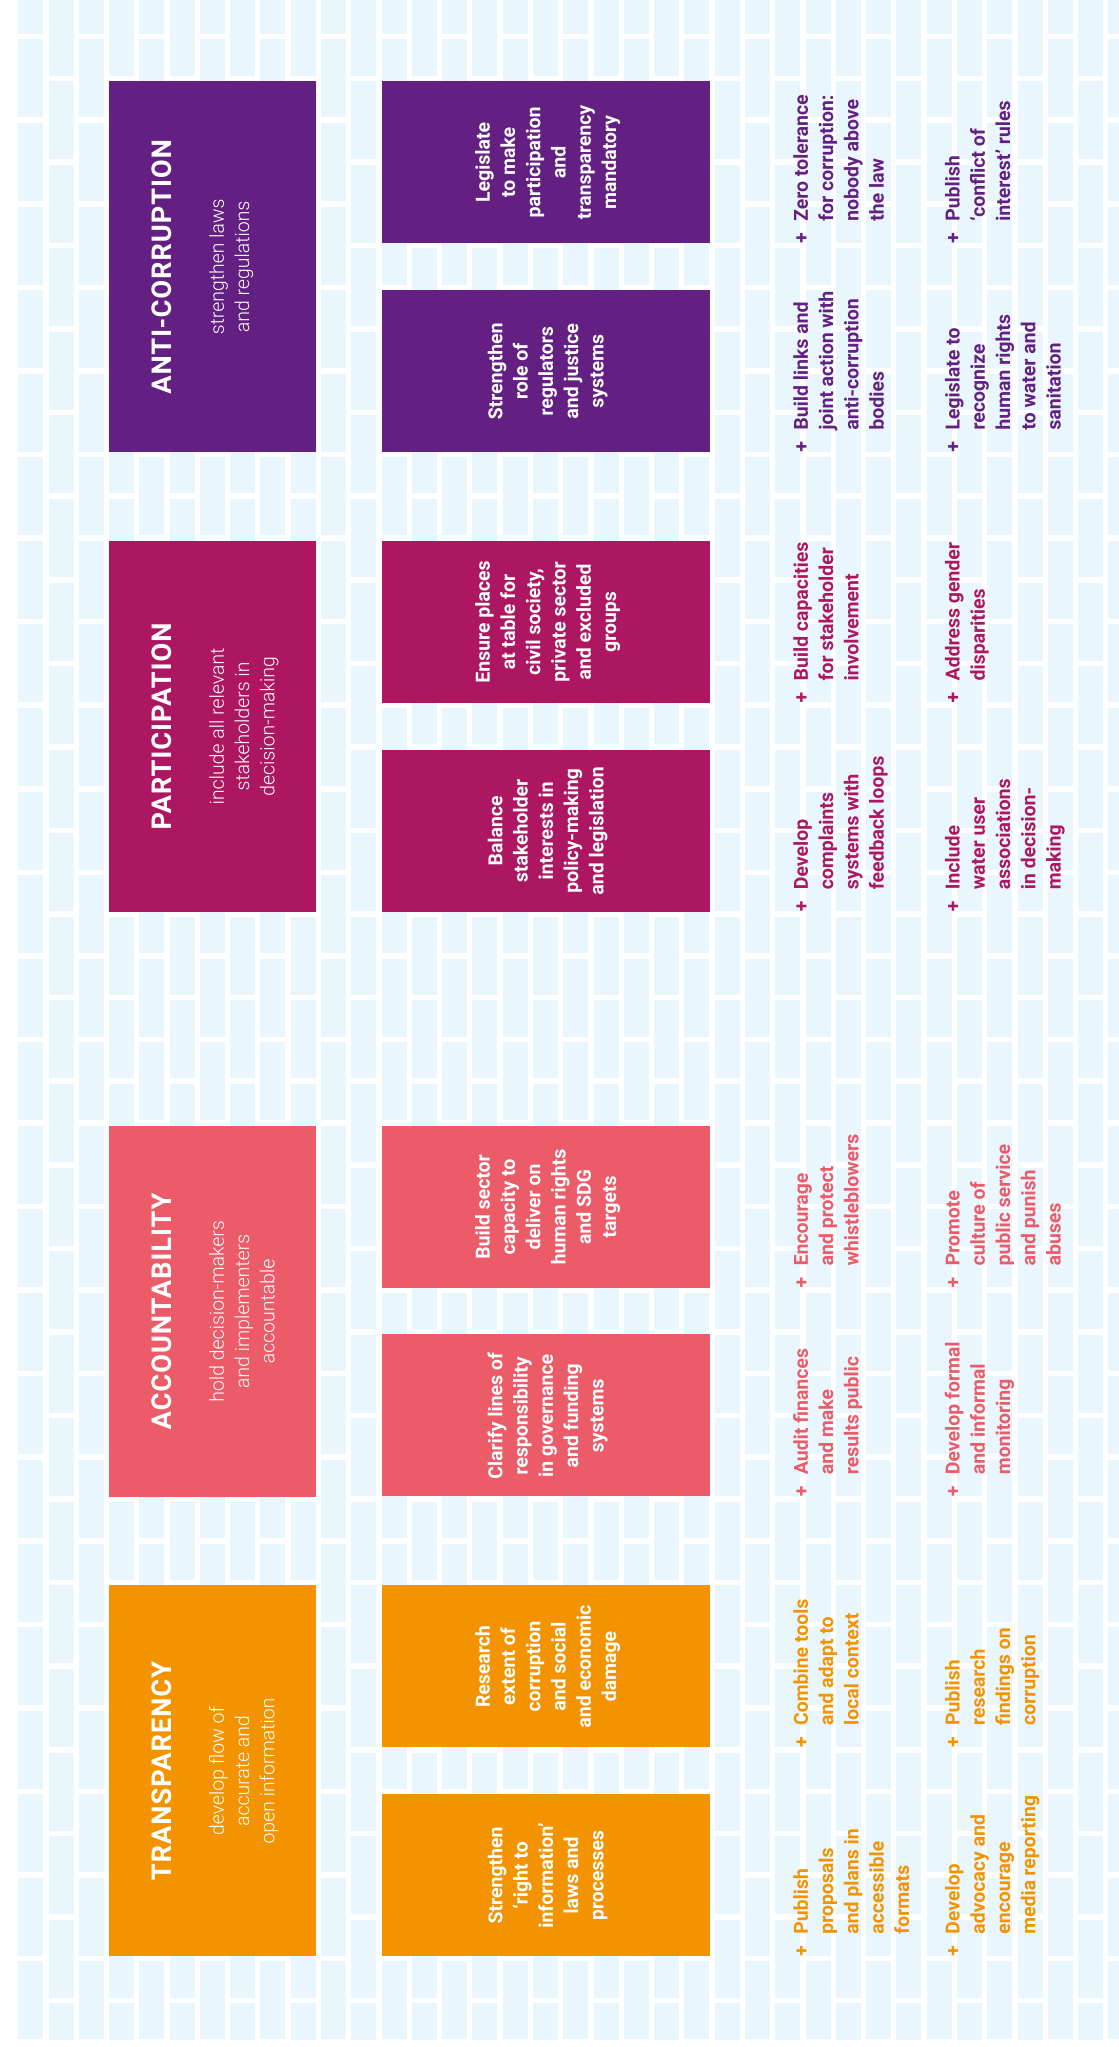 TRANSPARENCY
develop flow of
accurate and
open information
Strengthen
‘right to
information’
laws and
processes
Research
extent of
corruption
and social
and economic
damage
+ Publish
proposals
and plans in
accessible
formats
+ Combine tools
and adapt to
local context
+ Develop
advocacy and
encourage
media reporting
+ Publish
research
findings on
corruption
ACCOUNTABILITY
hold decision-makers
and implementers
accountable
Clarify lines of
responsibility
in governance
and funding
systems
Build sector
capacity to
deliver on
human rights
and SDG
targets
+ Audit finances
and make
results public
+ Encourage
and protect
whistleblowers
+ Develop formal
and informal
monitoring
+ Promote
culture of
public service
and punish
abuses
PARTICIPATION
include all relevant
stakeholders in
decision-making
Balance
stakeholder
interests in
policy-making
and legislation
Ensure places
at table for
civil society,
private sector
and excluded
groups
+ Develop
complaints
systems with
feedback loops
+ Build capacities
for stakeholder
involvement
+ Include
water user
associations
in decision-
making
+ Address gender
disparities
ANTI-CORRUPTION
strengthen laws
and regulations
Strengthen
role of
regulators
and justice
systems
Legislate
to make
participation
and
transparency
mandatory
+ Build links and
joint action with
anti-corruption
bodies
+ Zero tolerance
for corruption:
nobody above
the law
+ Legislate to
recognize
human rights
to water and
sanitation
+ Publish
‘conflict of
interest’ rules